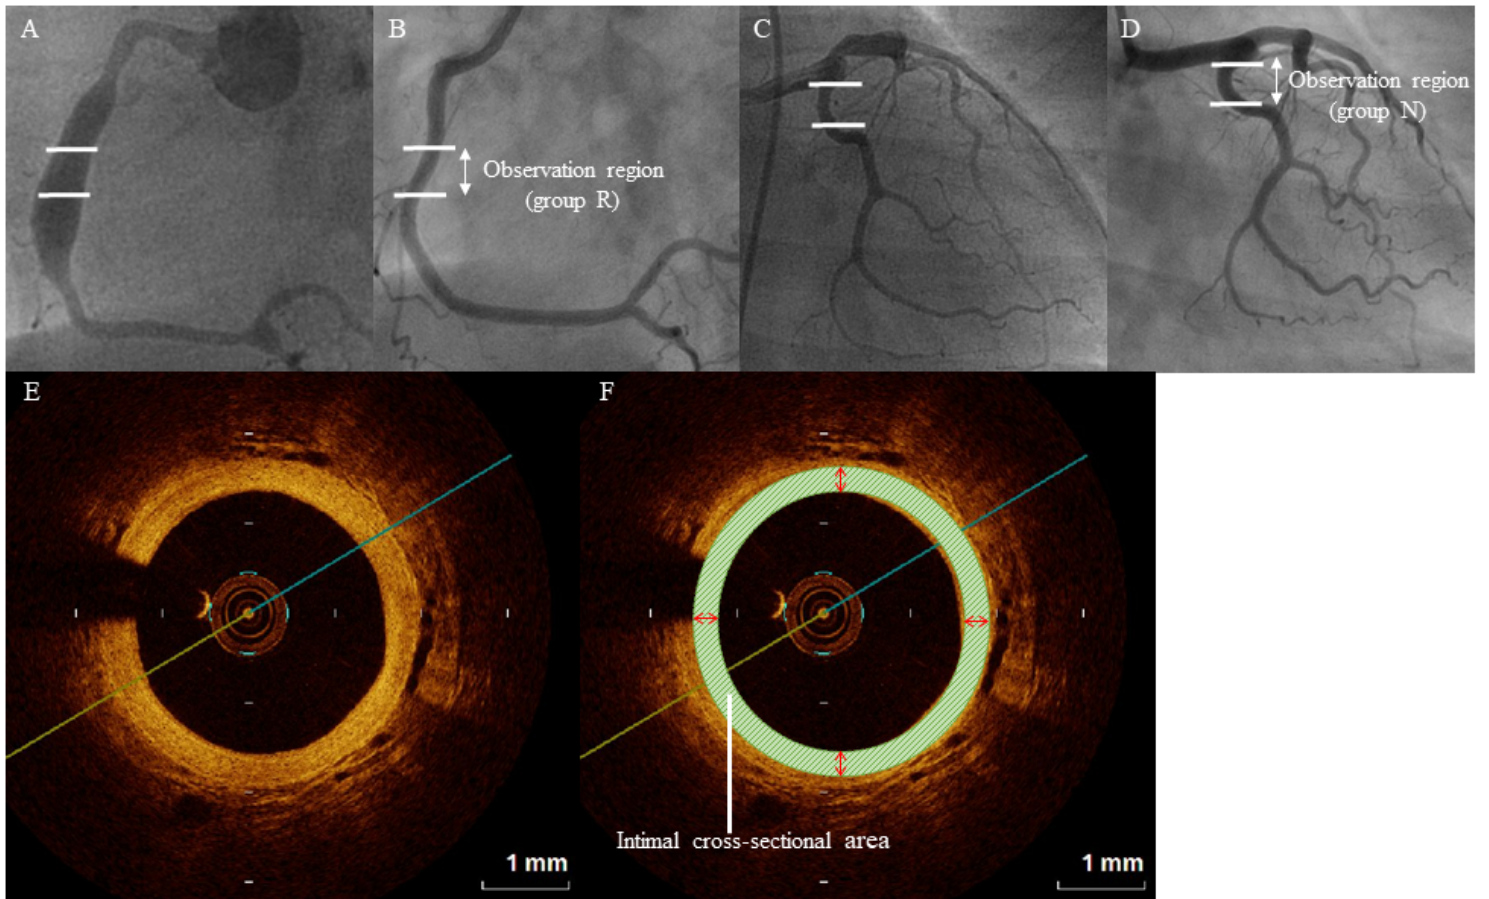 A
B
Observation region
(group R)
C
D
Observation region
(group N)
E
1 mm
F
Intimal cross-sectional area
1 mm